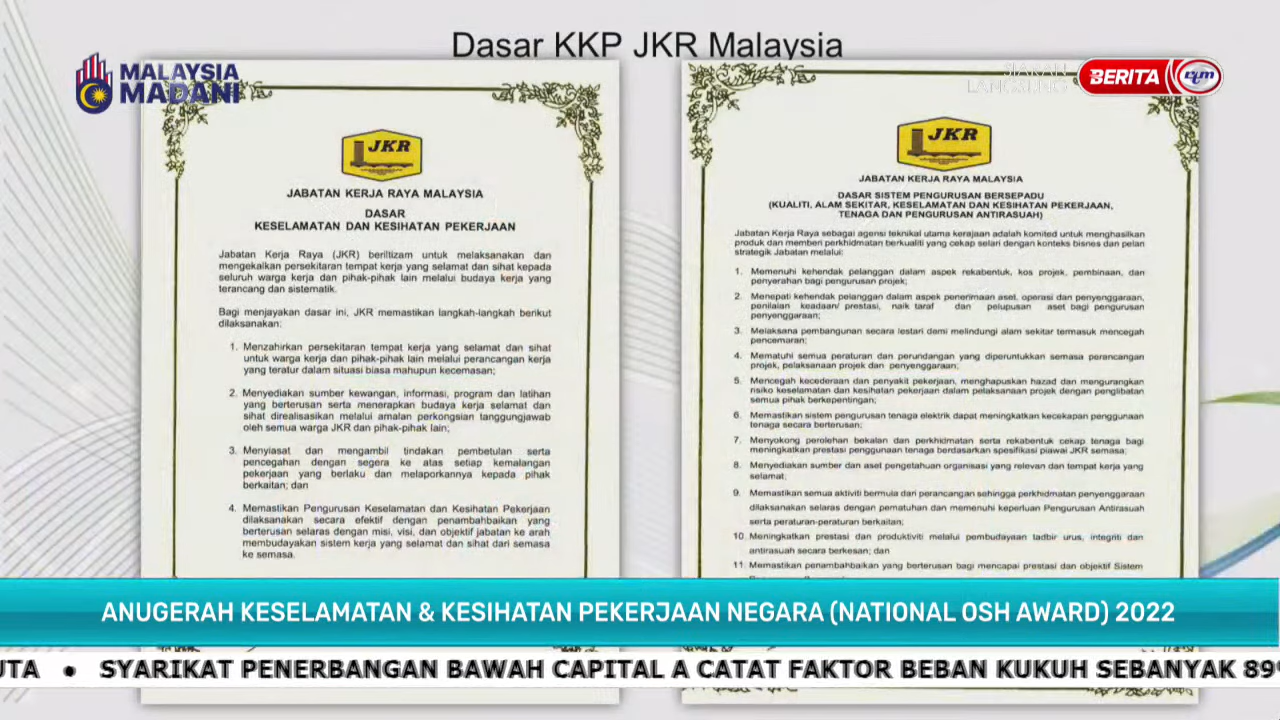 Dasar KKP JKR Malaysia
MALAYSIA
MADANI
SIARAN
LANGSUNG
BERITA rtm
JKR
JABATAN KERJA RAYA MALAYSIA
DASAR
KESELAMATAN DAN KESIHATAN PEKERJAAN
Jabatan Kerja Raya (JKR) beriltizam untuk melaksanakan dan
mengekalkan persekitaran tempat kerja yang selamat dan sihat kepada
seluruh warga kerja dan pihak-pihak lain melalui budaya kerja yang
terancang dan sistematik.
Bagi menjayakan dasar ini, JKR memastikan langkah-langkah berikut
dilaksanakan:
1. Menzahirkan persekitaran tempat kerja yang selamat dan sihat
untuk warga kerja dan pihak-pihak lain melalui perancangan kerja
yang teratur dalam situasi biasa mahupun kecemasan;
2. Menyediakan sumber kewangan, informasi, program dan latihan
yang berterusan serta menerapkan budaya kerja selamat dan
sihat direalisasikan melalui amalan perkongsian tanggungjawab
oleh semua warga JKR dan pihak-pihak lain;
3. Menyiasat dan mengambil tindakan pembetulan serta
pencegahan dengan segera ke atas setiap kemalangan
pekerjaan yang berlaku dan melaporkannya kepada pihak
berkaitan; dan
4. Memastikan Pengurusan Keselamatan dan Kesihatan Pekerjaan
dilaksanakan secara efektif dengan penambahbaikan yang
berterusan selaras dengan misi, visi, dan objektif jabatan ke arah
membudayakan sistem kerja yang selamat dan sihat dari semasa
ke semasa.
JKR
JABATAN KERJA RAYA MALAYSIA
DASAR SISTEM PENGURUSAN BERSEPADU
(KUALITI, ALAM SEKITAR, KESELAMATAN DAN KESIHATAN PEKERJAAN,
TENAGA DAN PENGURUSAN ANTIRASUAH)
Jabatan Kerja Raya sebagai agensi teknikal utama kerajaan adalah komited untuk menghasilkan
produk dan memberi perkhidmatan berkualiti yang cekap selari dengan konteks bisnes dan pelan
strategik Jabatan melalui:
1. Memenuhi kehendak pelanggan dalam aspek rekabentuk, kos projek, pembinaan, dan
penyerahan bagi pengurusan projek;
2. Menepati kehendak pelanggan dalam aspek penerimaan aset, operasi dan penyenggaraan,
penilaian keadaan/ prestasi, naik taraf dan pelupusan aset bagi pengurusan
penyenggaraan;
3. Melaksana pembangunan secara lestari demi melindungi alam sekitar termasuk mencegah
pencemaran;
4. Mematuhi semua peraturan dan perundangan yang diperuntukkan semasa perancangan
projek, pelaksanaan projek dan penyenggaraan;
5. Mencegah kecederaan dan penyakit pekerjaan, menghapuskan hazad dan mengurangkan
risiko keselamatan dan kesihatan pekerjaan dalam pelaksanaan projek dengan penglibatan
semua pihak berkepentingan;
6. Memastikan sistem pengurusan tenaga elektrik dapat meningkatkan kecekapan penggunaan
tenaga secara berterusan;
7. Menyokong perolehan bekalan dan perkhidmatan serta rekabentuk cekap tenaga bagi
meningkatkan prestasi penggunaan tenaga berdasarkan spesifikasi piawai JKR semasa;
8. Menyediakan sumber dan aset pengetahuan organisasi yang relevan dan tempat kerja yang
selamat;
9. Memastikan semua aktiviti bermula dari perancangan sehingga perkhidmatan penyenggaraan
dilaksanakan selaras dengan pematuhan dan memenuhi keperluan Pengurusan Antirasuah
serta peraturan-peraturan berkaitan;
10. Meningkatkan prestasi dan produktiviti melalui pembudayaan tadbir urus, integriti dan
antirasuah secara berkesan; dan
11. Memastikan penambahbaikan yang berterusan bagi mencapai prestasi dan objektif Sistem
ANUGERAH KESELAMATAN & KESIHATAN PEKERJAAN NEGARA (NATIONAL OSH AWARD) 2022
UTA • SYARIKAT PENERBANGAN BAWAH CAPITAL A CATAT FAKTOR BEBAN KUKUH SEBANYAK 89%